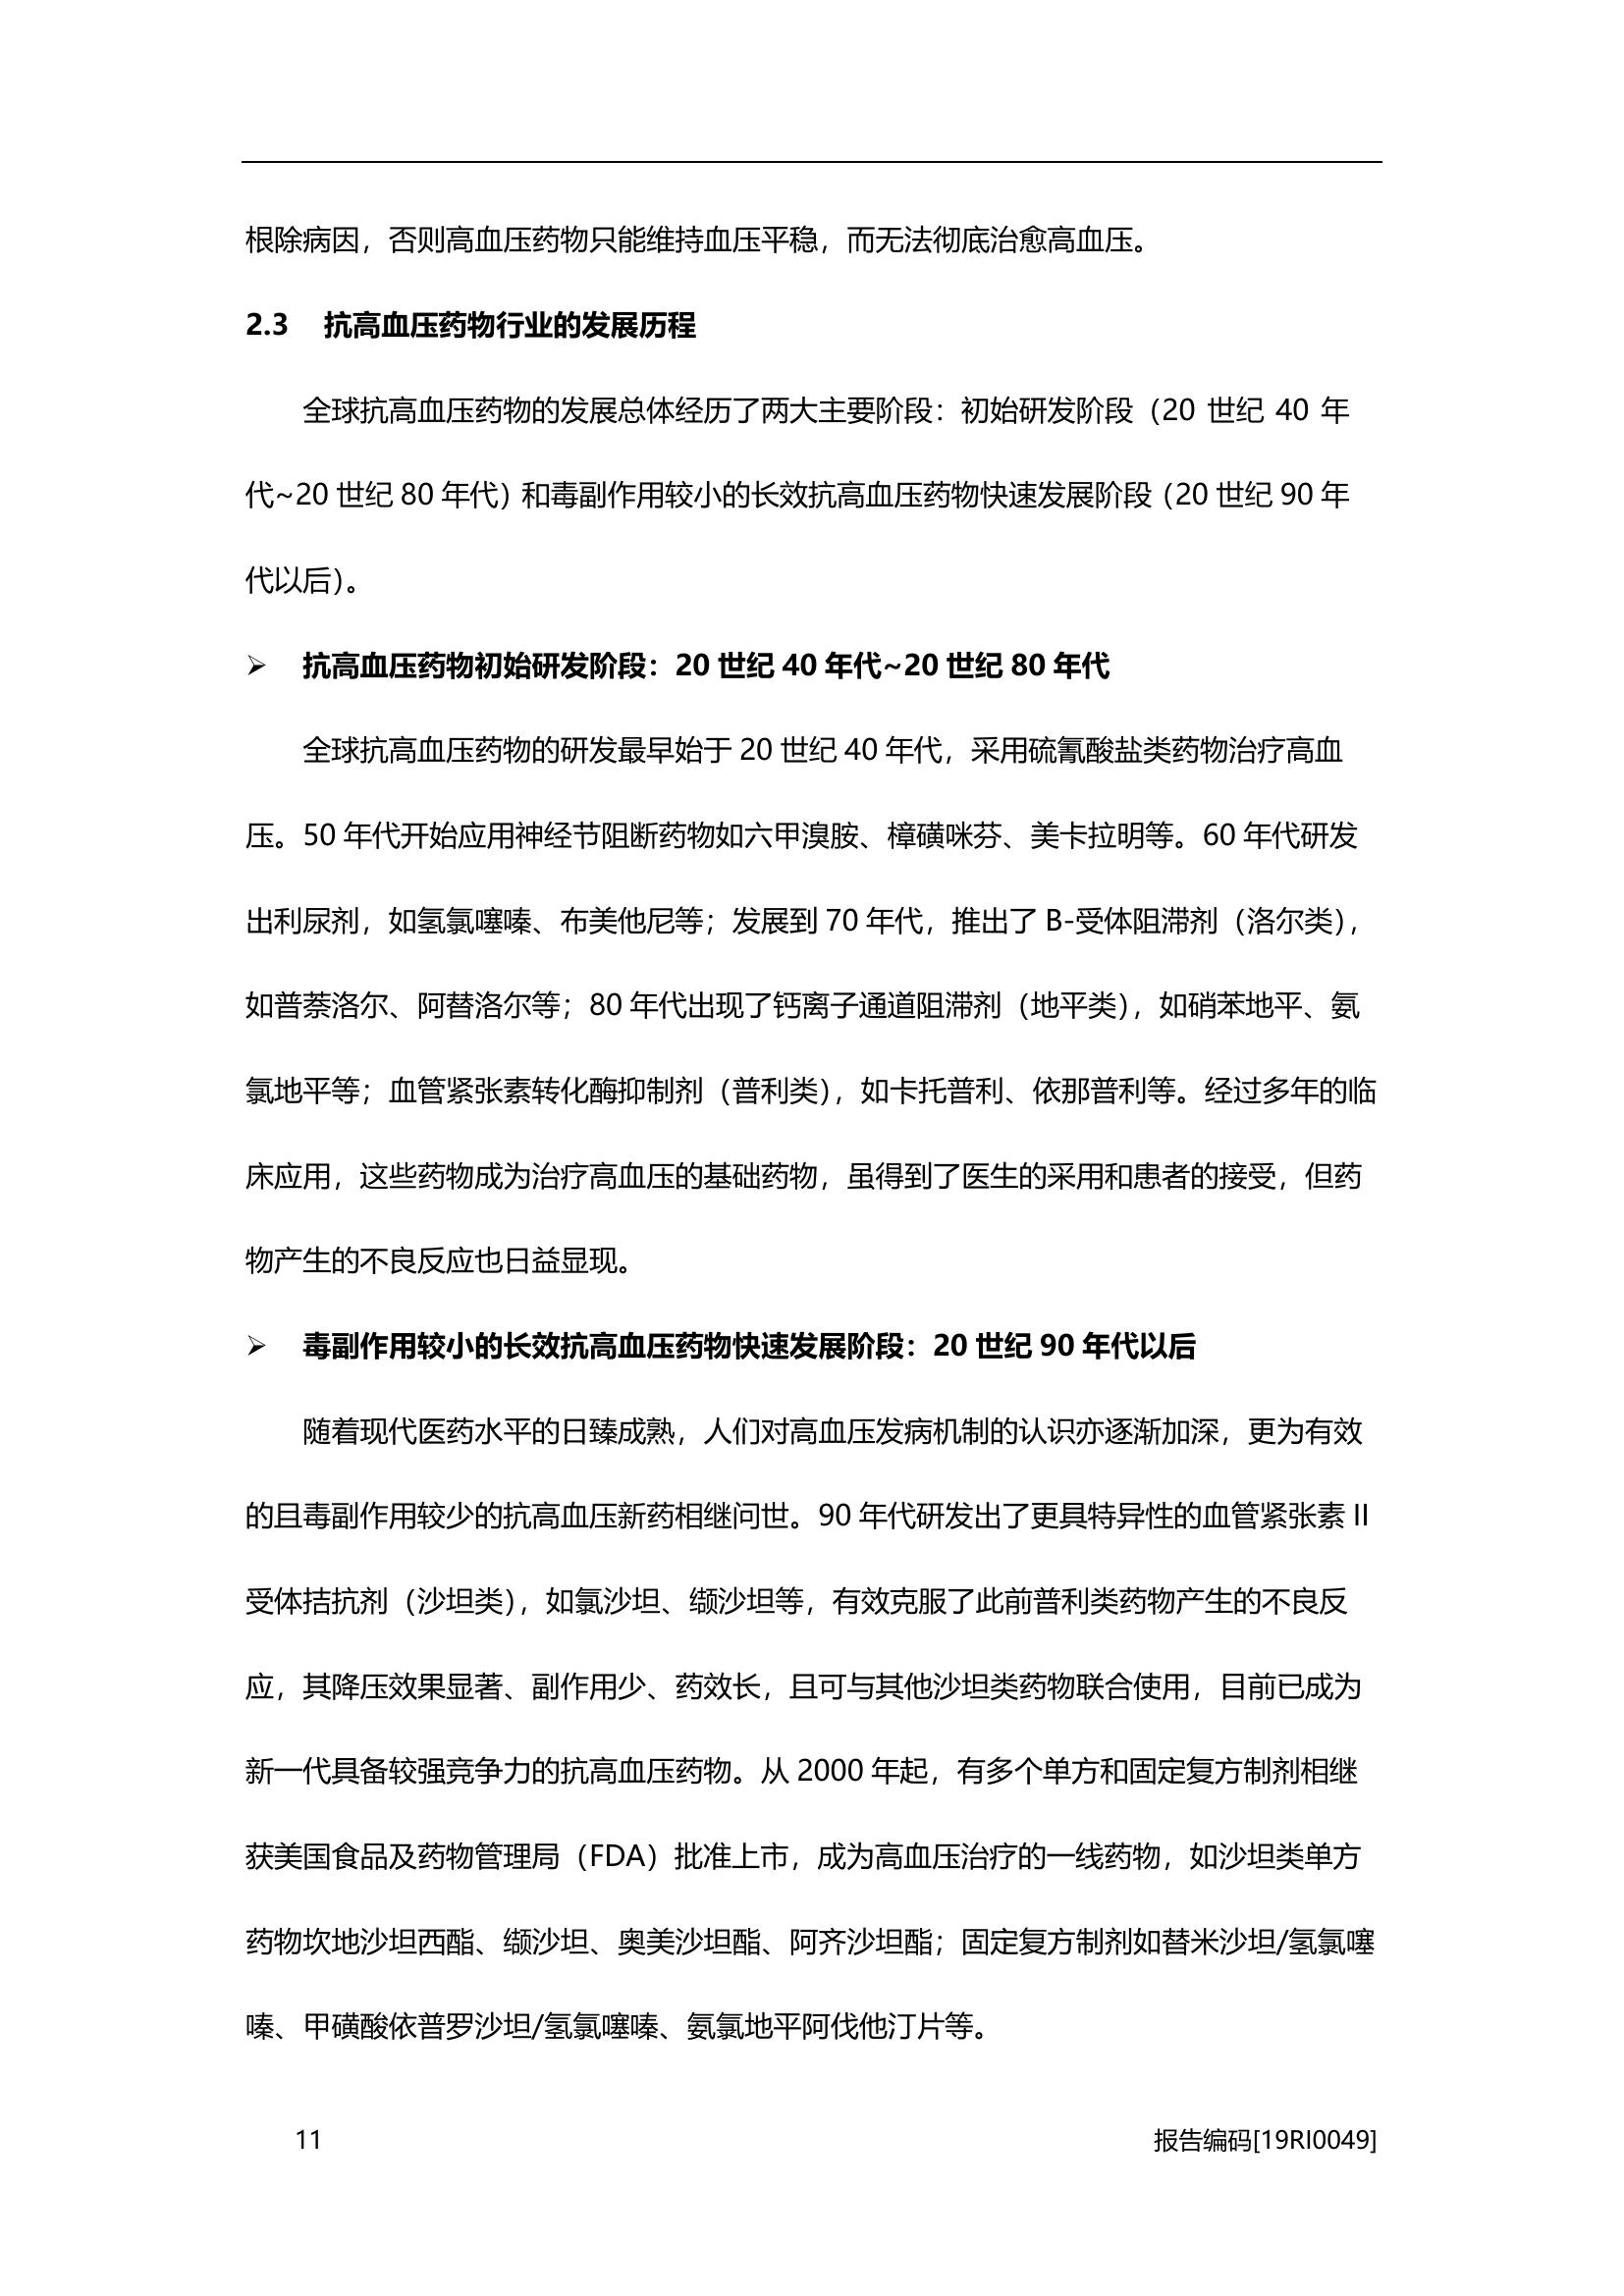 根除病因，否则高血压药物只能维持血压平稳，而无法彻底治愈高血压。
2.3 抗高血压药物行业的发展历程
全球抗高血压药物的发展总体经历了两大主要阶段：初始研发阶段（20 世纪 40 年
代~20 世纪 80 年代）和毒副作用较小的长效抗高血压药物快速发展阶段（20 世纪 90 年
代以后）。
➢ 抗高血压药物初始研发阶段：20 世纪 40 年代~20 世纪 80 年代
全球抗高血压药物的研发最早始于 20 世纪 40 年代，采用硫氰酸盐类药物治疗高血
压。50 年代开始应用神经节阻断药物如六甲溴胺、樟磺咪芬、美卡拉明等。60 年代研发
出利尿剂，如氢氯噻嗪、布美他尼等；发展到 70 年代，推出了 B-受体阻滞剂（洛尔类），
如普萘洛尔、阿替洛尔等；80 年代出现了钙离子通道阻滞剂（地平类），如硝苯地平、氨
氯地平等；血管紧张素转化酶抑制剂（普利类），如卡托普利、依那普利等。经过多年的临
床应用，这些药物成为治疗高血压的基础药物，虽得到了医生的采用和患者的接受，但药
物产生的不良反应也日益显现。
➢ 毒副作用较小的长效抗高血压药物快速发展阶段：20 世纪 90 年代以后
随着现代医药水平的日臻成熟，人们对高血压发病机制的认识亦逐渐加深，更为有效
的且毒副作用较少的抗高血压新药相继问世。90 年代研发出了更具特异性的血管紧张素 II
受体拮抗剂（沙坦类），如氯沙坦、缬沙坦等，有效克服了此前普利类药物产生的不良反
应，其降压效果显著、副作用少、药效长，且可与其他沙坦类药物联合使用，目前已成为
新一代具备较强竞争力的抗高血压药物。从 2000 年起，有多个单方和固定复方制剂相继
获美国食品及药物管理局（FDA）批准上市，成为高血压治疗的一线药物，如沙坦类单方
药物坎地沙坦西酯、缬沙坦、奥美沙坦酯、阿齐沙坦酯；固定复方制剂如替米沙坦/氢氯噻
嗪、甲磺酸依普罗沙坦/氢氯噻嗪、氨氯地平阿伐他汀片等。
11 报告编码[19RI0049]